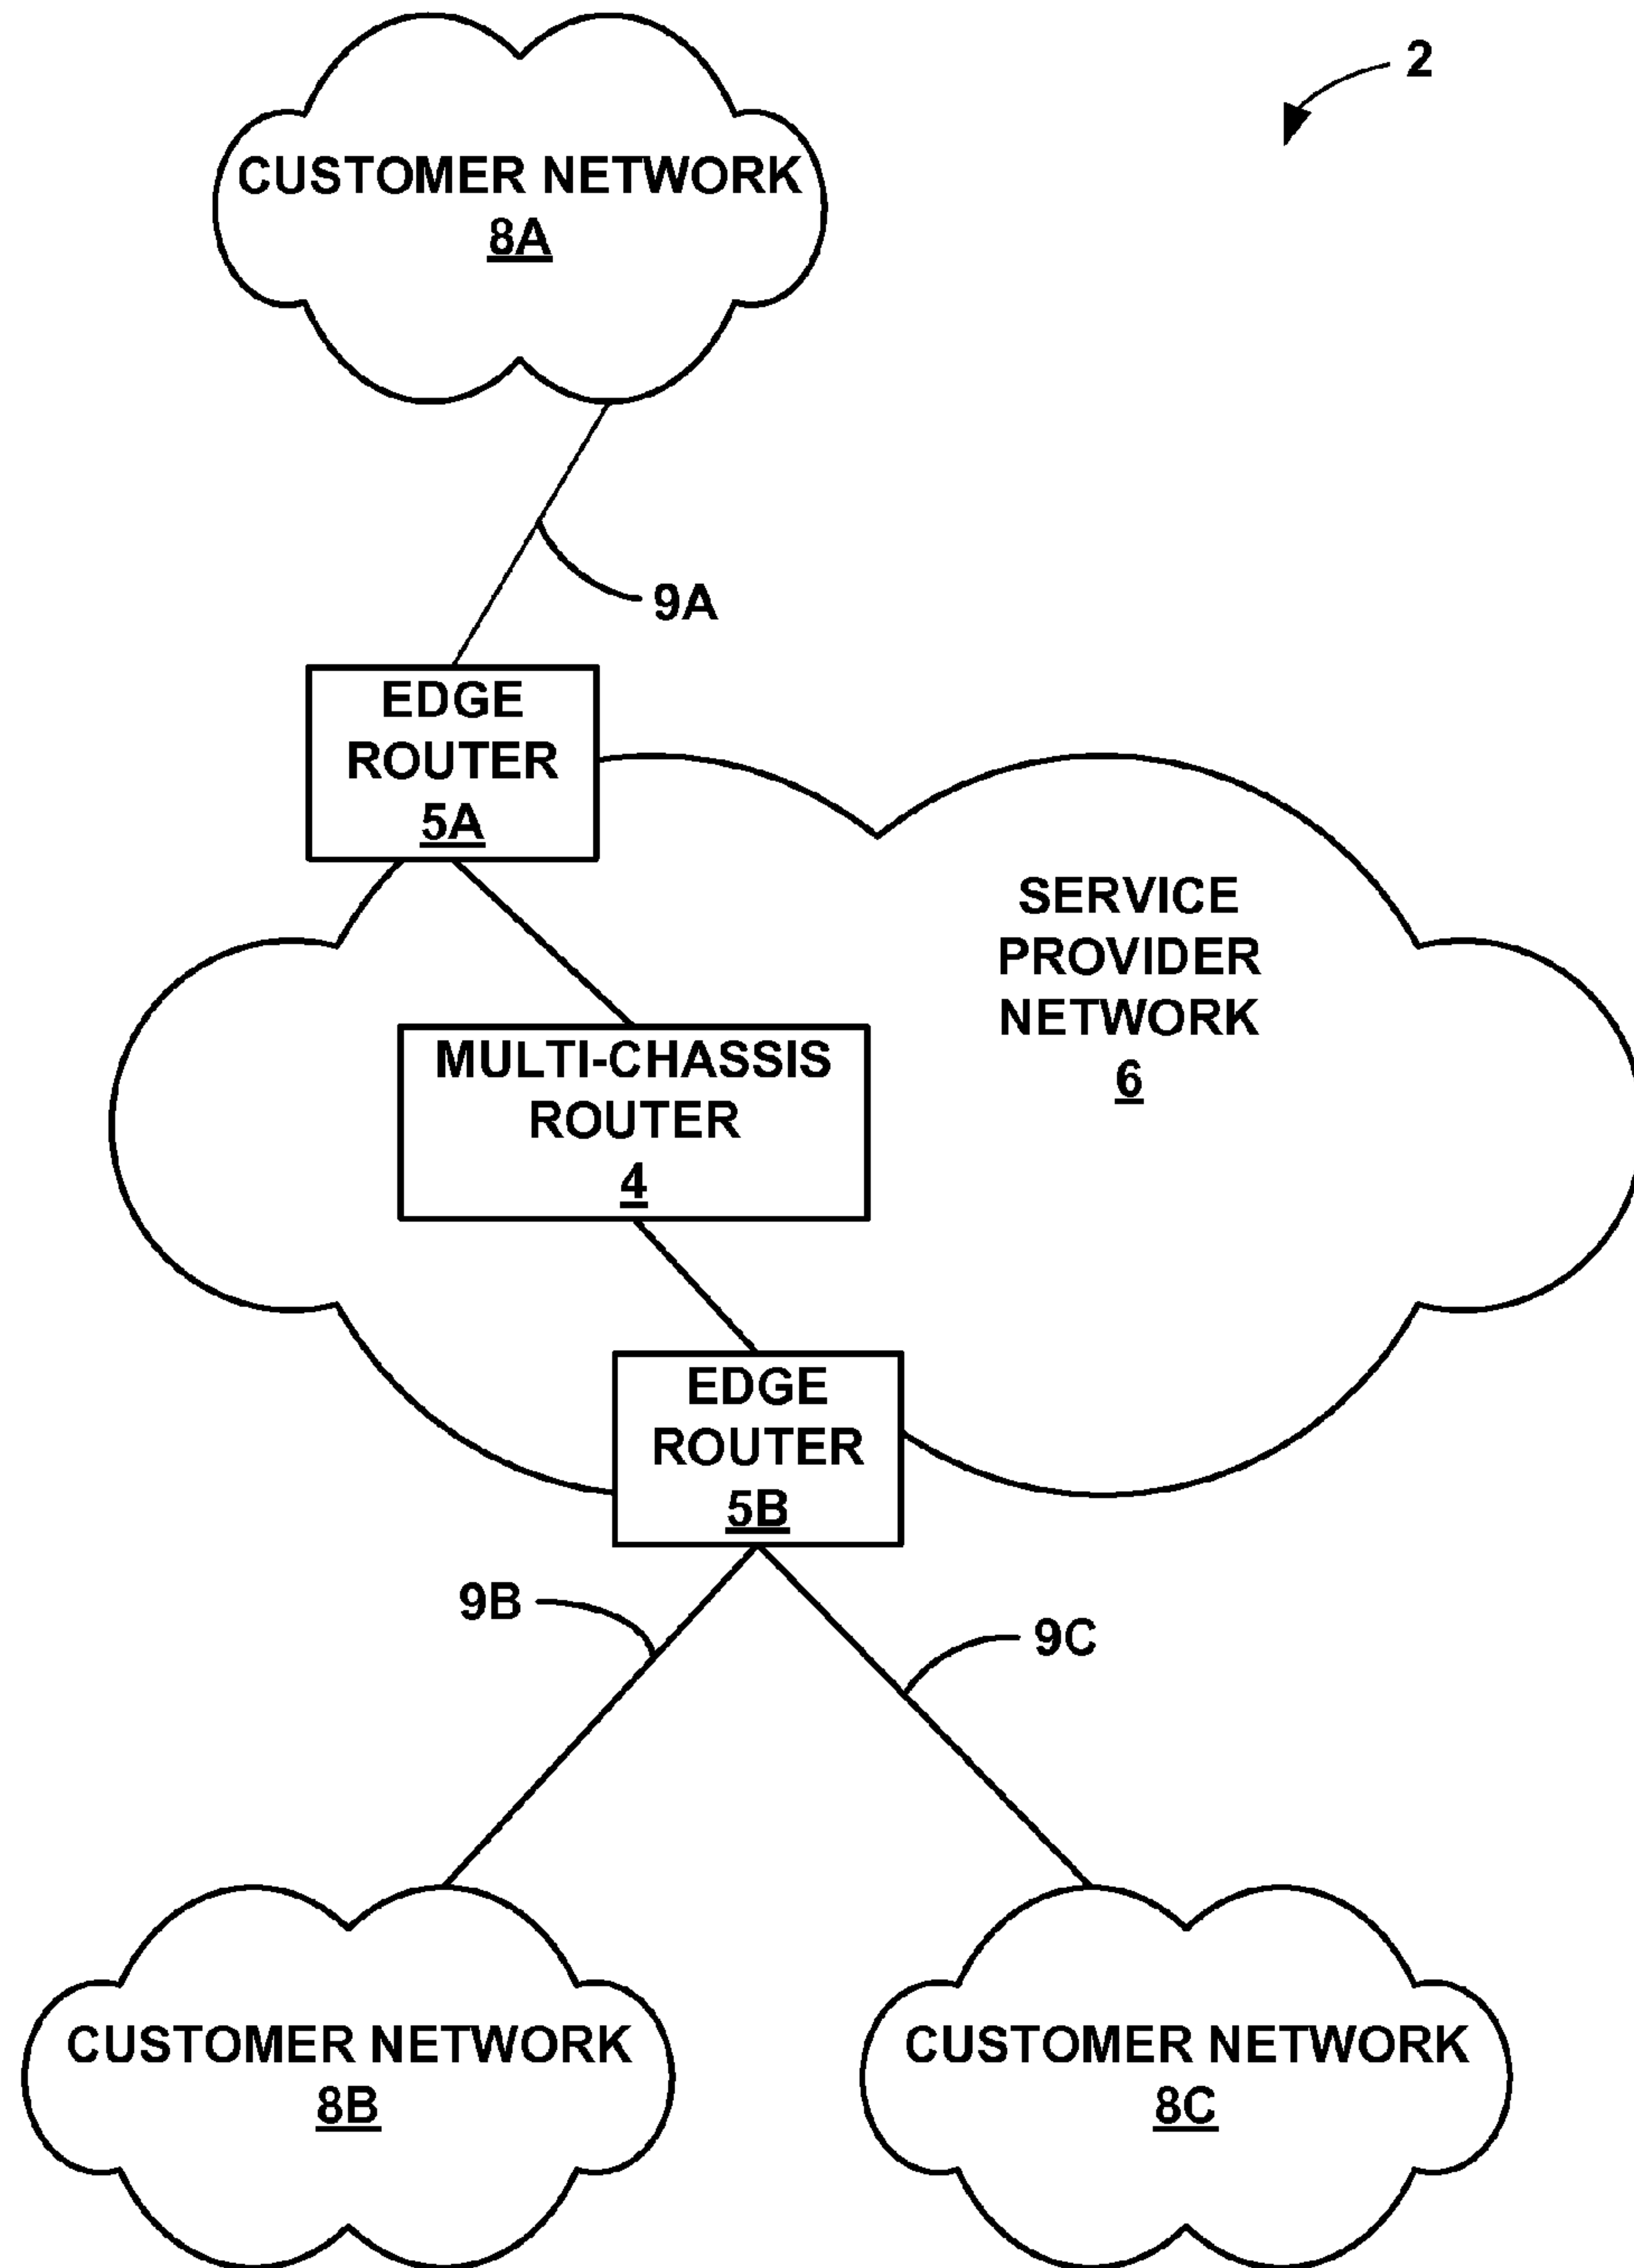 2
CUSTOMER NETWORK
8A
9A
EDGE
ROUTER
5A
SERVICE
PROVIDER
NETWORK
6
MULTI-CHASSIS
ROUTER
4
EDGE
ROUTER
5B
9B
9C
CUSTOMER NETWORK
8B
CUSTOMER NETWORK
8C